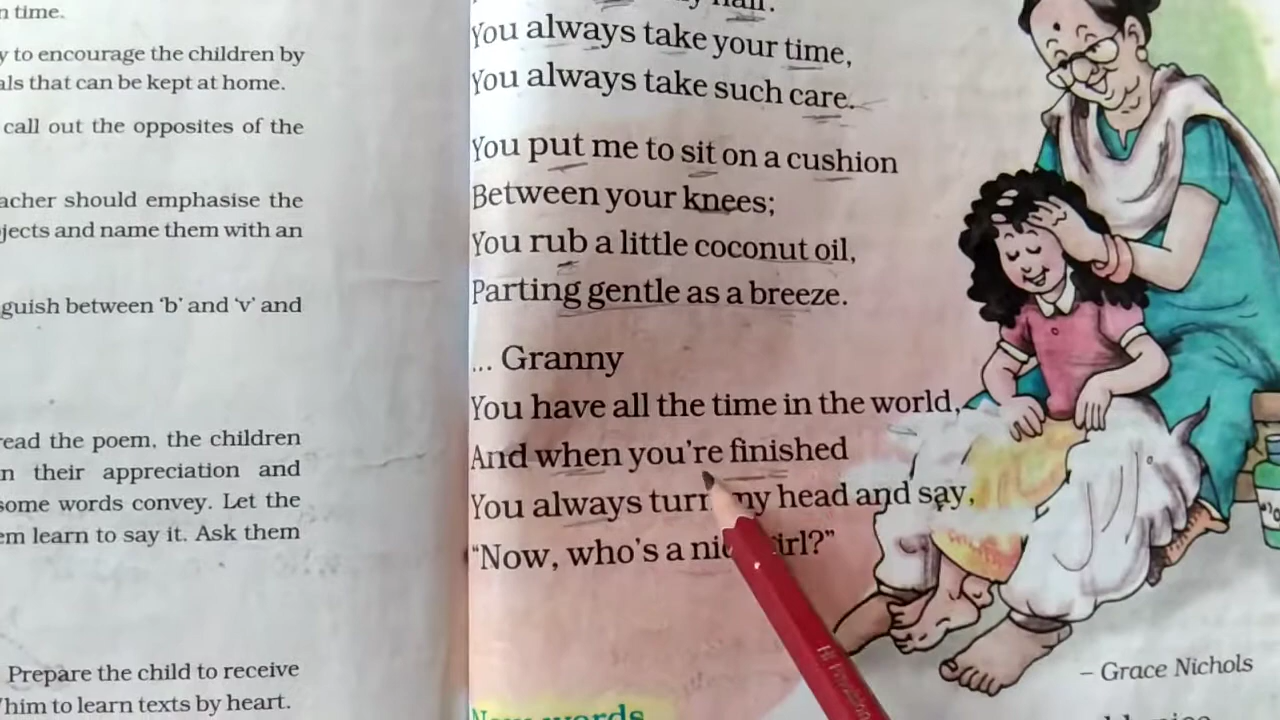 n time.
y to encourage the children by
als that can be kept at home.
call out the opposites of the
acher should emphasise the
jects and name them with an
guish between ‘b’ and ‘v’ and
read the poem, the children
n their appreciation and
some words convey. Let the
em learn to say it. Ask them
Prepare the child to receive
him to learn texts by heart.
hair.
You always take your time,
You always take such care.
You put me to sit on a cushion
Between your knees;
You rub a little coconut oil,
Parting gentle as a breeze.
... Granny
You have all the time in the world,
And when you’re finished
You always turn my head and say,
“Now, who’s a nice girl?”
– Grace Nichols
New words